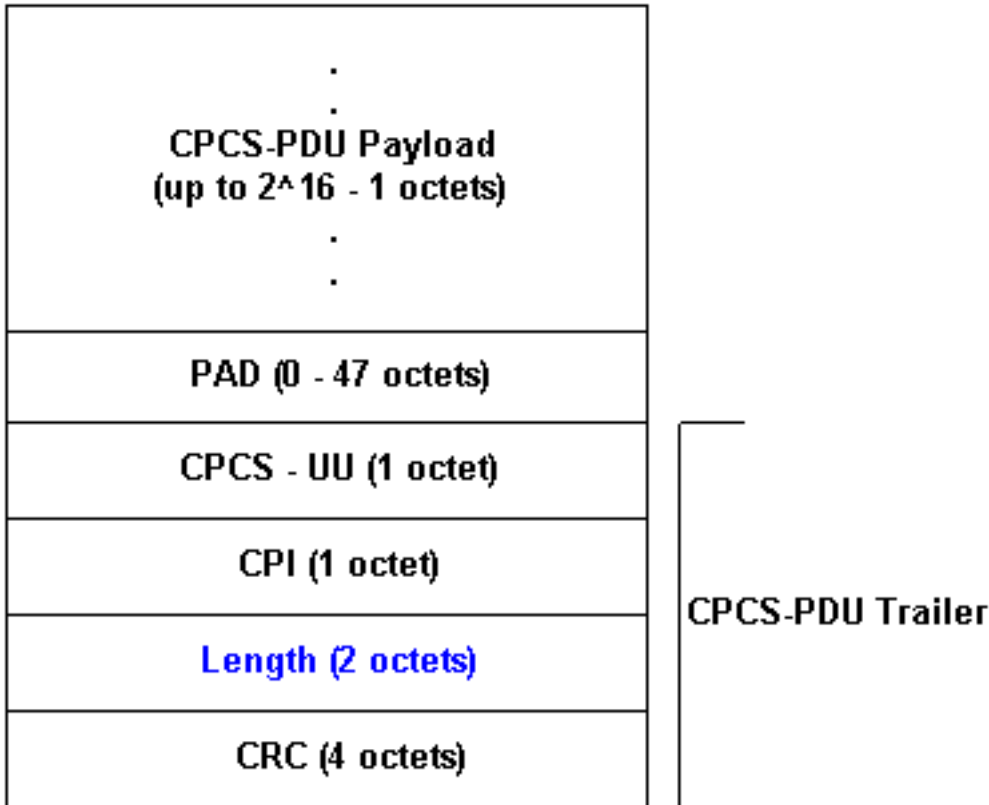 .
.
CPCS-PDU Payload
(up to 2^16 - 1 octets)
.
.
PAD (0 - 47 octets)
CPCS - UU (1 octet)
CPI (1 octet)
CPCS-PDU Trailer
Length (2 octets)
CRC (4 octets)